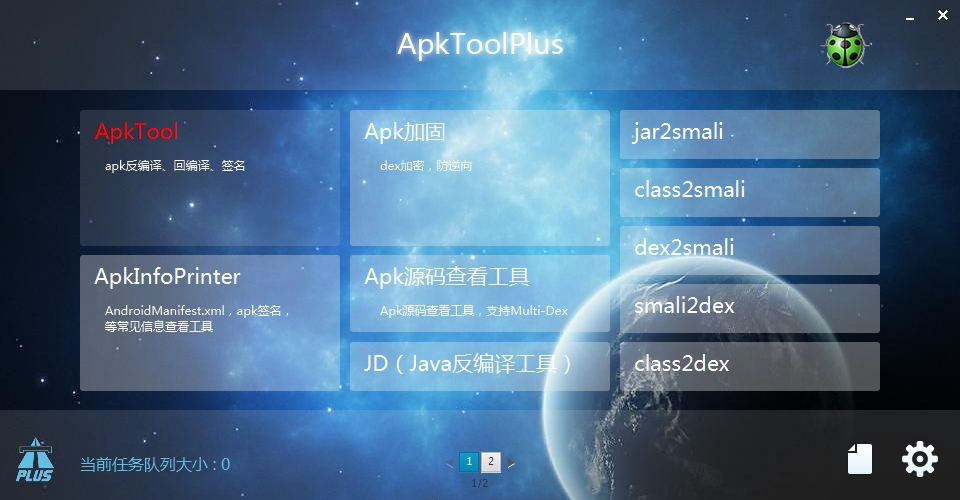 ApkToolPlus
ApkTool
apk反编译、回编译、签名
Apk加固
dex加密，防逆向
jar2smali
class2smali
dex2smali
smali2dex
class2dex
ApkInfoPrinter
AndroidManifest.xml，apk签名，
等常见信息查看工具
Apk源码查看工具
Apk源码查看工具，支持Multi-Dex
JD（Java反编译工具）
PLUS
当前任务队列大小：0
1 2
1/2